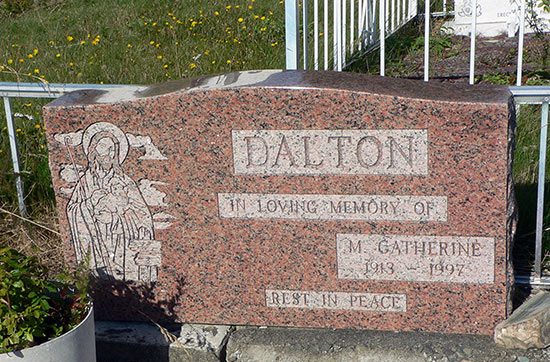 DALTON
IN LOVING MEMORY OF
M. CATHERINE
1913 - 1997
REST IN PEACE